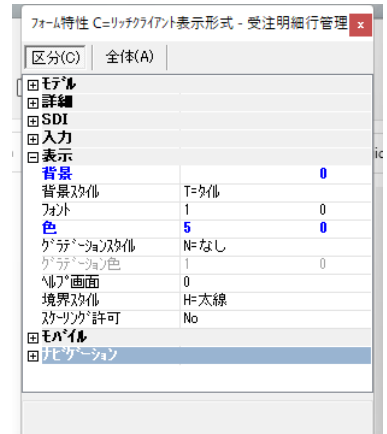 フォーム特性 C=リッチクライアント表示形式 - 受注明細行管理 x
区分(C) 全体(A)
ﾓﾃﾞﾙ
詳細
SDI
入力
表示
背景 0
背景ｽﾀｲﾙ T=ﾀｲﾙ
ﾌｫﾝﾄ 1 0
色 5 0
ｸﾞﾗﾃﾞｰｼｮﾝｽﾀｲﾙ N=なし
ｸﾞﾗﾃﾞｰｼｮﾝ色 1 0
ﾍﾙﾌﾟ画面 0
境界ｽﾀｲﾙ H=太線
ｽｹｰﾘﾝｸﾞ許可 No
ﾓﾊﾞｲﾙ
ﾅﾋﾞｹﾞｰｼｮﾝ